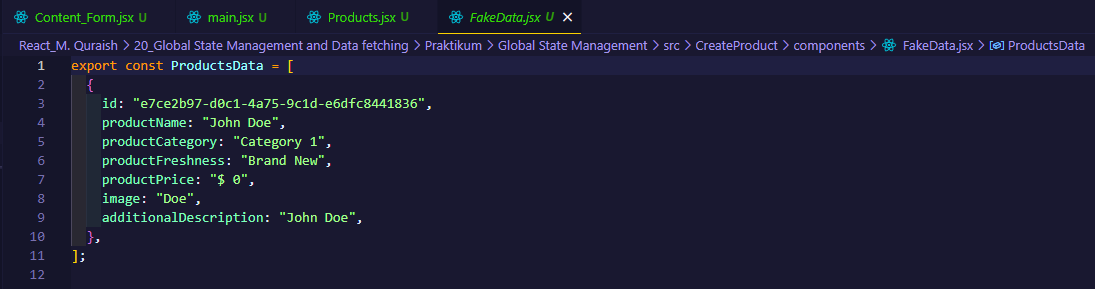 Content_Form.jsx U main.jsx U Products.jsx U FakeData.jsx U ×
React_M. Quraish > 20_Global State Management and Data fetching > Praktikum > Global State Management > src > CreateProduct > components > FakeData.jsx > ProductsData
1 export const ProductsData = [
2 {
3 id: "e7ce2b97-d0c1-4a75-9c1d-e6dfc8441836",
4 productName: "John Doe",
5 productCategory: "Category 1",
6 productFreshness: "Brand New",
7 productPrice: "$ 0",
8 image: "Doe",
9 additionalDescription: "John Doe",
10 },
11 ];
12